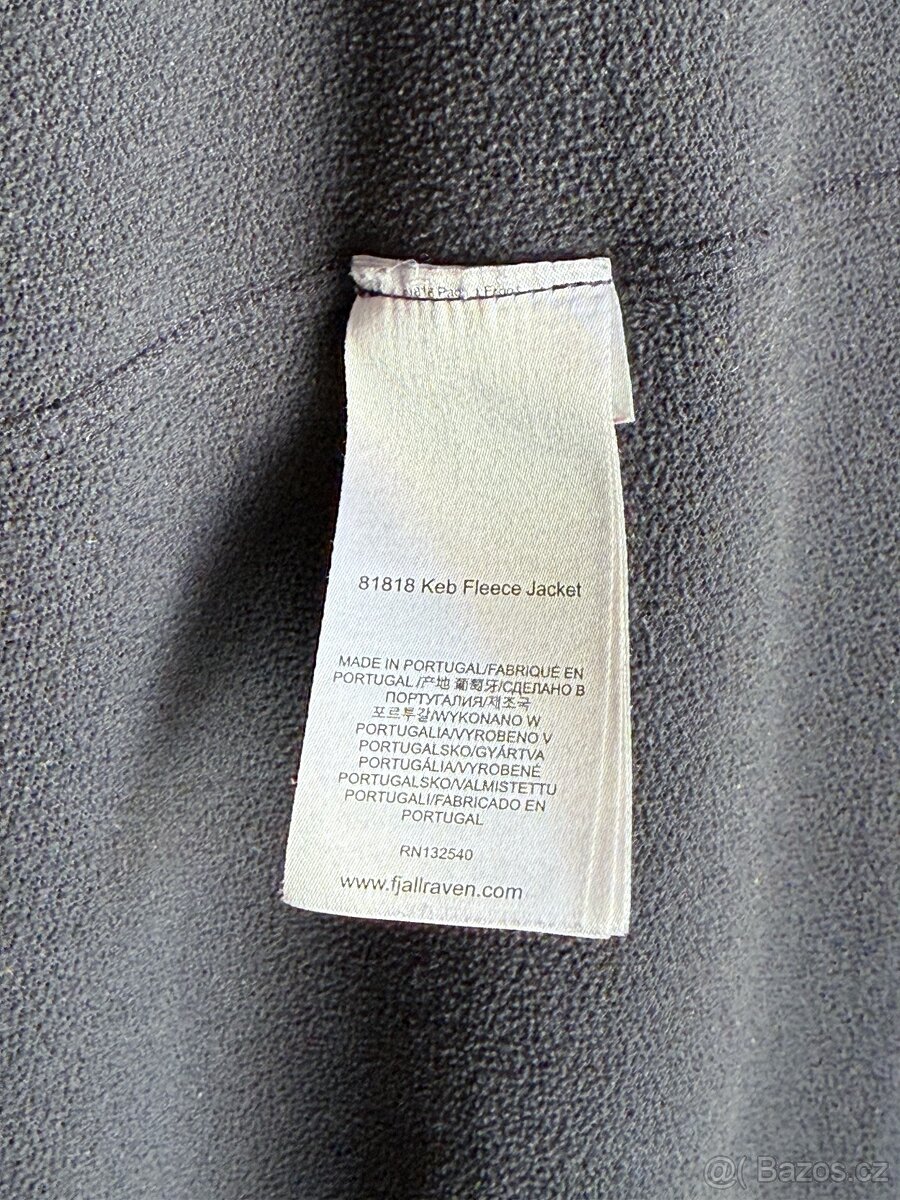 81818 Keb Fleece Jacket
MADE IN PORTUGAL/FABRIQUÉ EN
PORTUGAL/产地 葡萄牙/СДЕЛАНО В
ПОРТУГАЛИЯ/제조국
포르투갈/WYKONANO W
PORTUGALIA/VYROBENO V
PORTUGALSKO/GYÁRTVA
PORTUGÁLIA/VYROBENÉ
PORTUGALSKO/VALMISTETTU
PORTUGALI/FABRICADO EN
PORTUGAL
RN132540
www.fjallraven.com
@( Bazos.cz